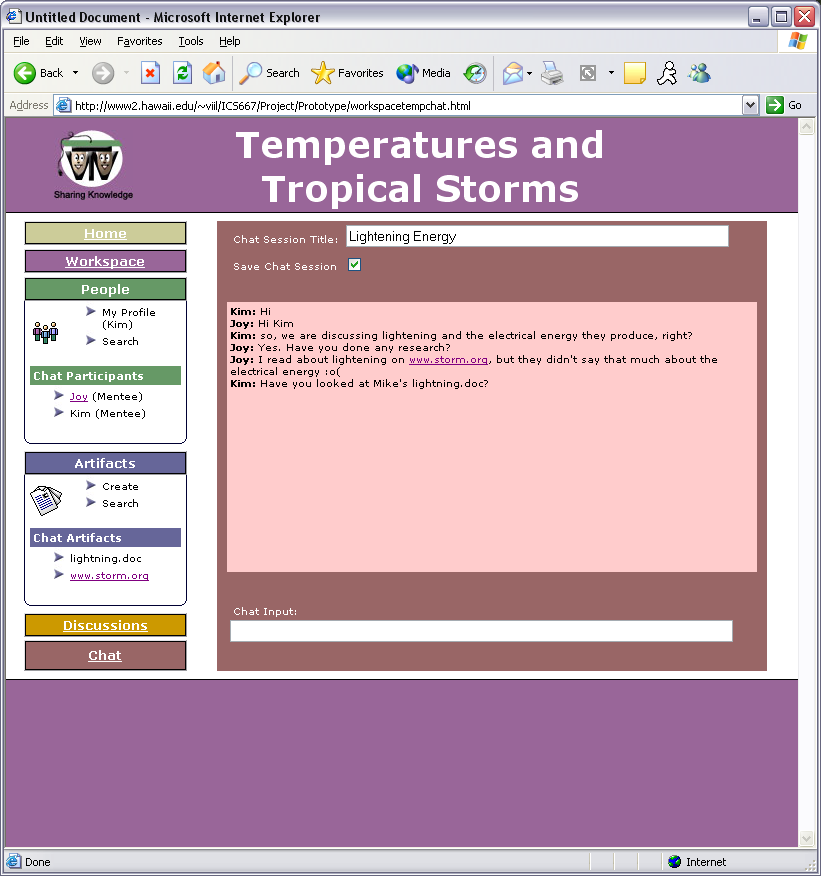 Untitled Document - Microsoft Internet Explorer
File Edit View Favorites Tools Help
Back Search Favorites Media
Address http://www2.hawaii.edu/~viil/ICS667/Project/Prototype/workspacetempchat.html Go
Sharing Knowledge
Temperatures and
Tropical Storms
Home
Workspace
People
My Profile
(Kim)
Search
Chat Participants
Joy (Mentee)
Kim (Mentee)
Artifacts
Create
Search
Chat Artifacts
lightning.doc
www.storm.org
Discussions
Chat
Chat Session Title: Lightening Energy
Save Chat Session
Kim: Hi
Joy: Hi Kim
Kim: so, we are discussing lightening and the electrical energy they produce, right?
Joy: Yes. Have you done any research?
Joy: I read about lightening on www.storm.org, but they didn't say that much about the
electrical energy :o(
Kim: Have you looked at Mike's lightning.doc?
Chat Input:
Done Internet